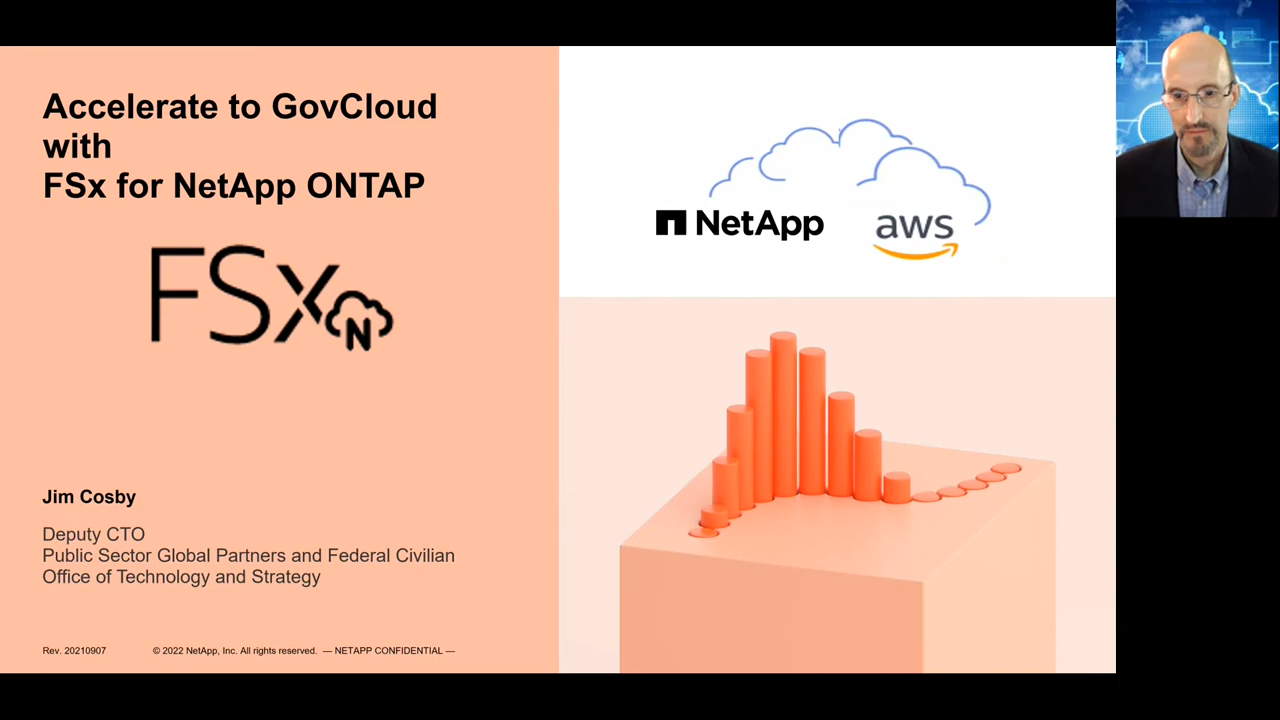 Accelerate to GovCloud
with
FSx for NetApp ONTAP
FSx N
Jim Cosby
Deputy CTO
Public Sector Global Partners and Federal Civilian
Office of Technology and Strategy
Rev. 20210907
© 2022 NetApp, Inc. All rights reserved. — NETAPP CONFIDENTIAL —
NetApp
aws